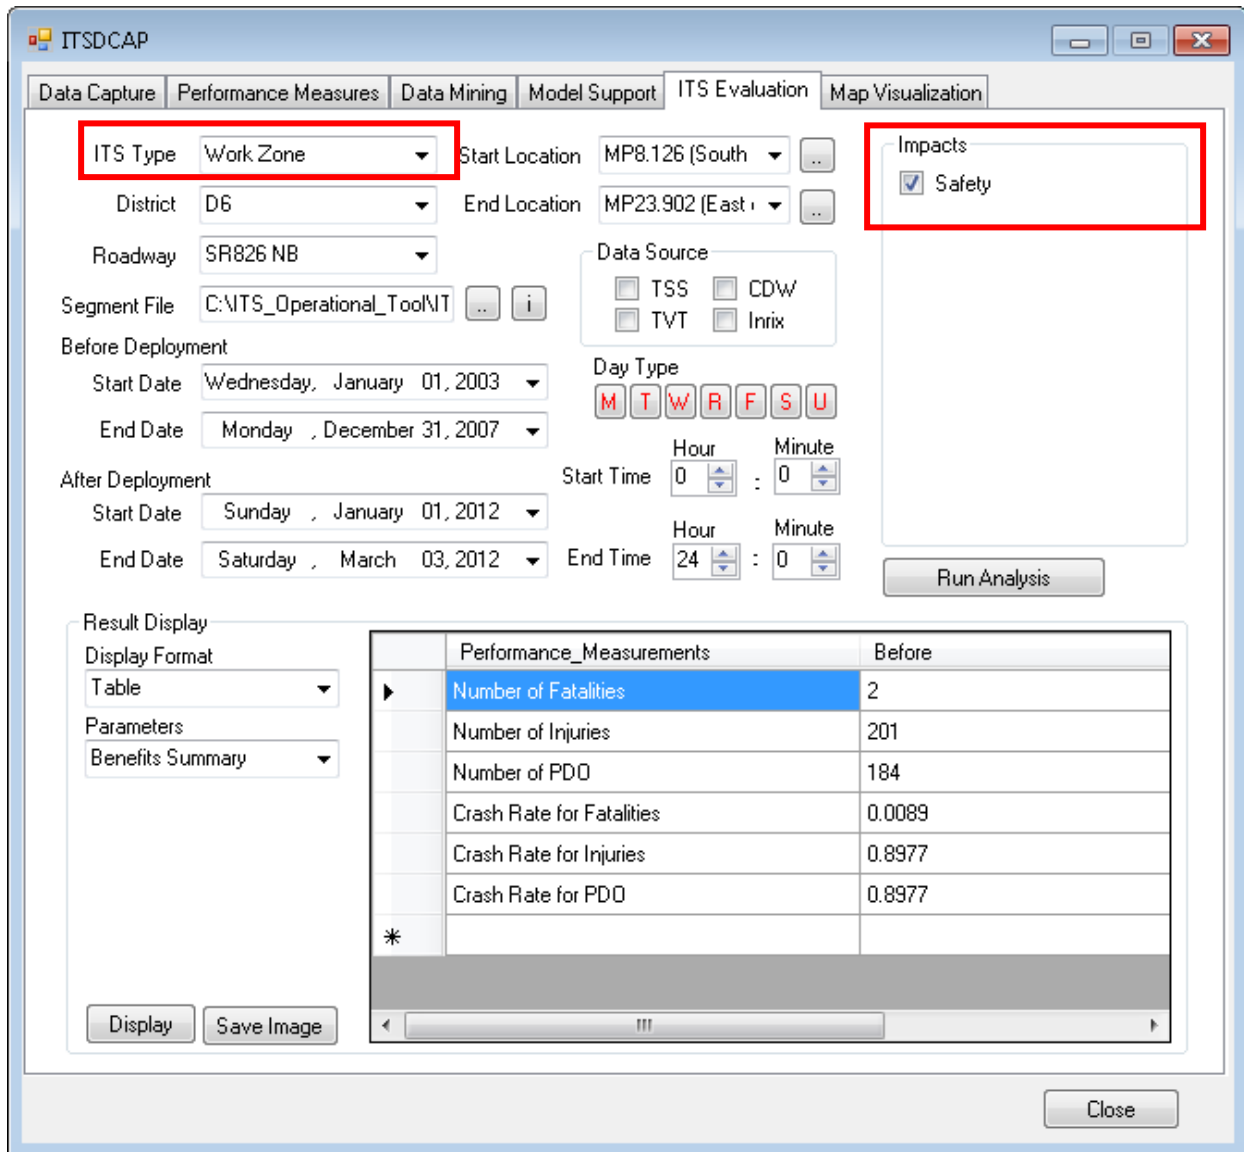 ITSDCAP
Data Capture Performance Measures Data Mining Model Support ITS Evaluation Map Visualization
ITS Type Work Zone Start Location MP8.126 (South .. Impacts
Safety
District D6 End Location MP23.902 (East ..
Roadway SR826 NB Data Source
TSS CDW
Segment File C:\ITS_Operational_Tool\IT .. i
TVT Inrix
Before Deployment
Day Type
Start Date Wednesday, January 01, 2003
M T W R F S U
End Date Monday , December 31, 2007
Hour Minute
After Deployment Start Time 0 : 0
Start Date Sunday , January 01, 2012
Hour Minute
End Date Saturday , March 03, 2012 End Time 24 : 0
Run Analysis
Result Display
Display Format Performance_Measurements Before
Table Number of Fatalities 2
Parameters Number of Injuries 201
Benefits Summary Number of PDO 184
Crash Rate for Fatalities 0.0089
Crash Rate for Injuries 0.8977
Crash Rate for PDO 0.8977
Display Save Image
Close